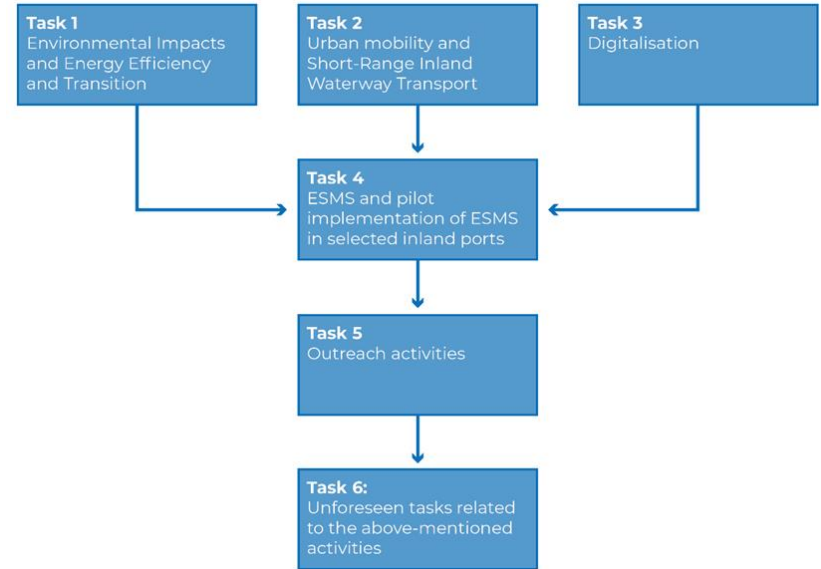 Task 1
Environmental Impacts
and Energy Efficiency
and Transition
Task 2
Urban mobility and
Short-Range Inland
Waterway Transport
Task 3
Digitalisation
Task 4
ESMS and pilot
implementation of ESMS
in selected inland ports
Task 5
Outreach activities
Task 6:
Unforeseen tasks related
to the above-mentioned
activities